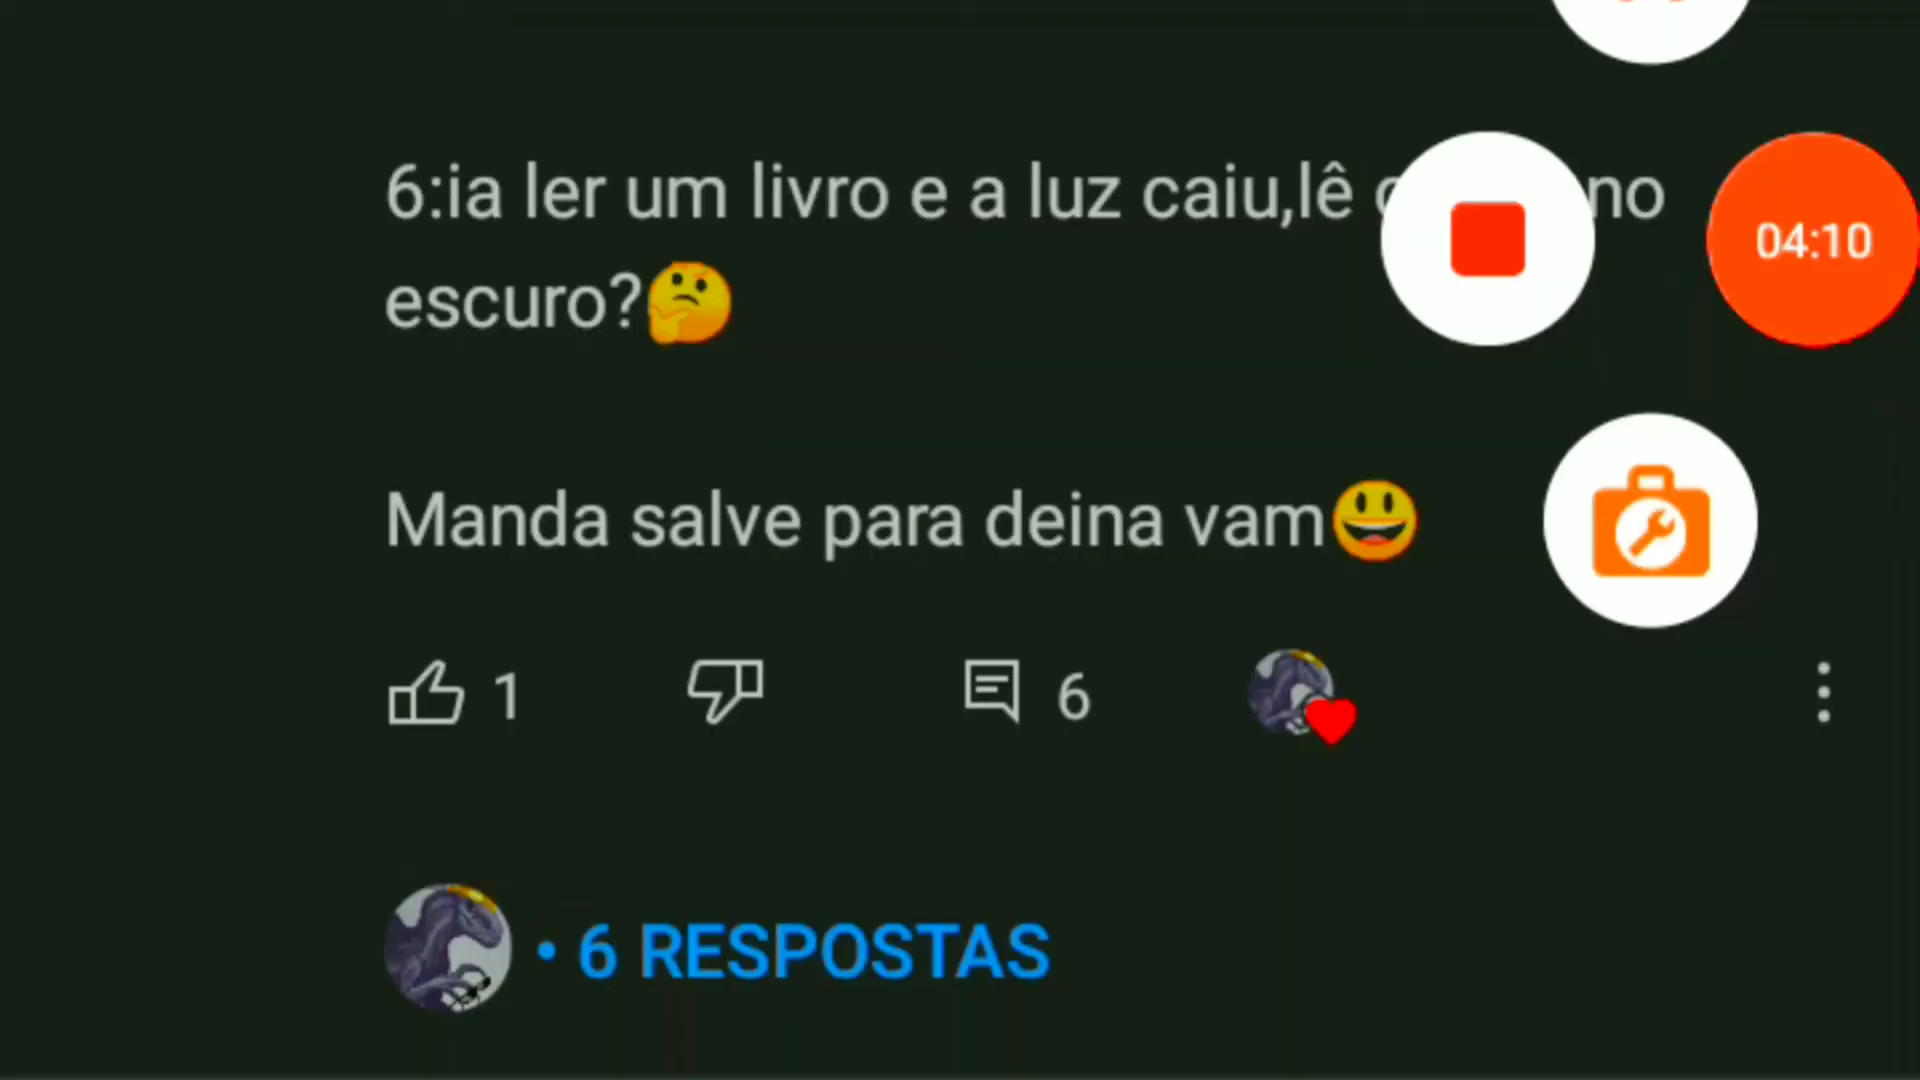 6:ia ler um livro e a luz caiu,lê no
04:10
escuro?🤔
Manda salve para deina vam😃
1
6
• 6 RESPOSTAS